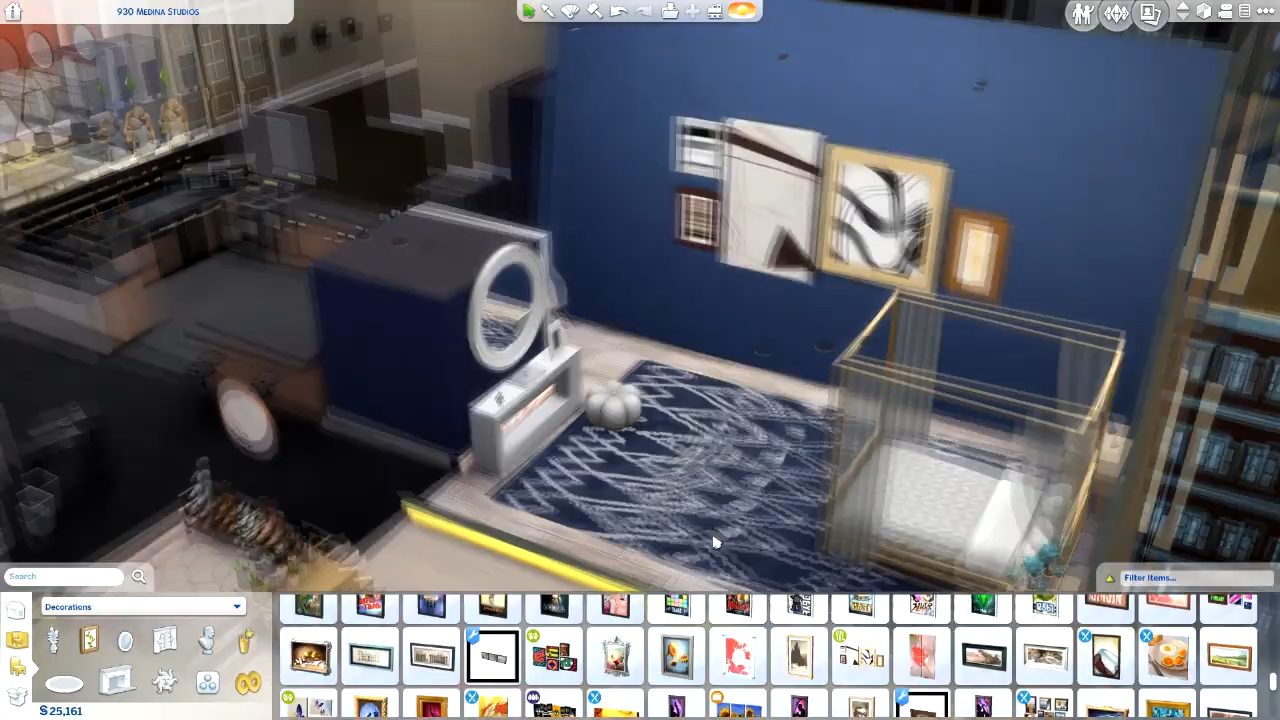 930 Medina Studios
Search
Filter Items...
Decorations
$25,161